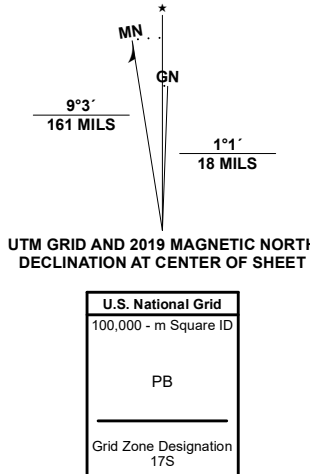 ★
MN
GN
9°3´
161 MILS
1°1´
18 MILS
UTM GRID AND 2019 MAGNETIC NORTH
DECLINATION AT CENTER OF SHEET
U.S. National Grid
100,000 - m Square ID
PB
Grid Zone Designation
17S